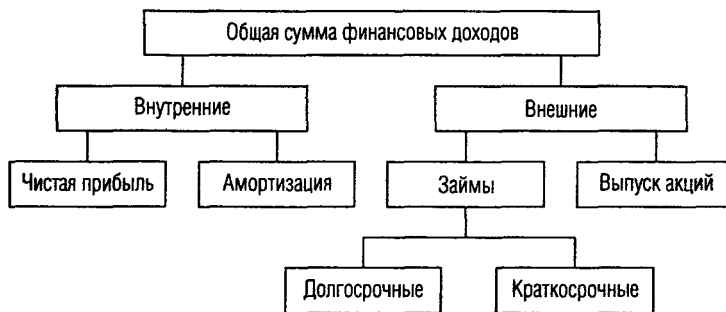 Общая сумма финансовых доходов
Внутренние
Внешние
Чистая прибыль
Амортизация
Займы
Выпуск акций
Долгосрочные
Краткосрочные